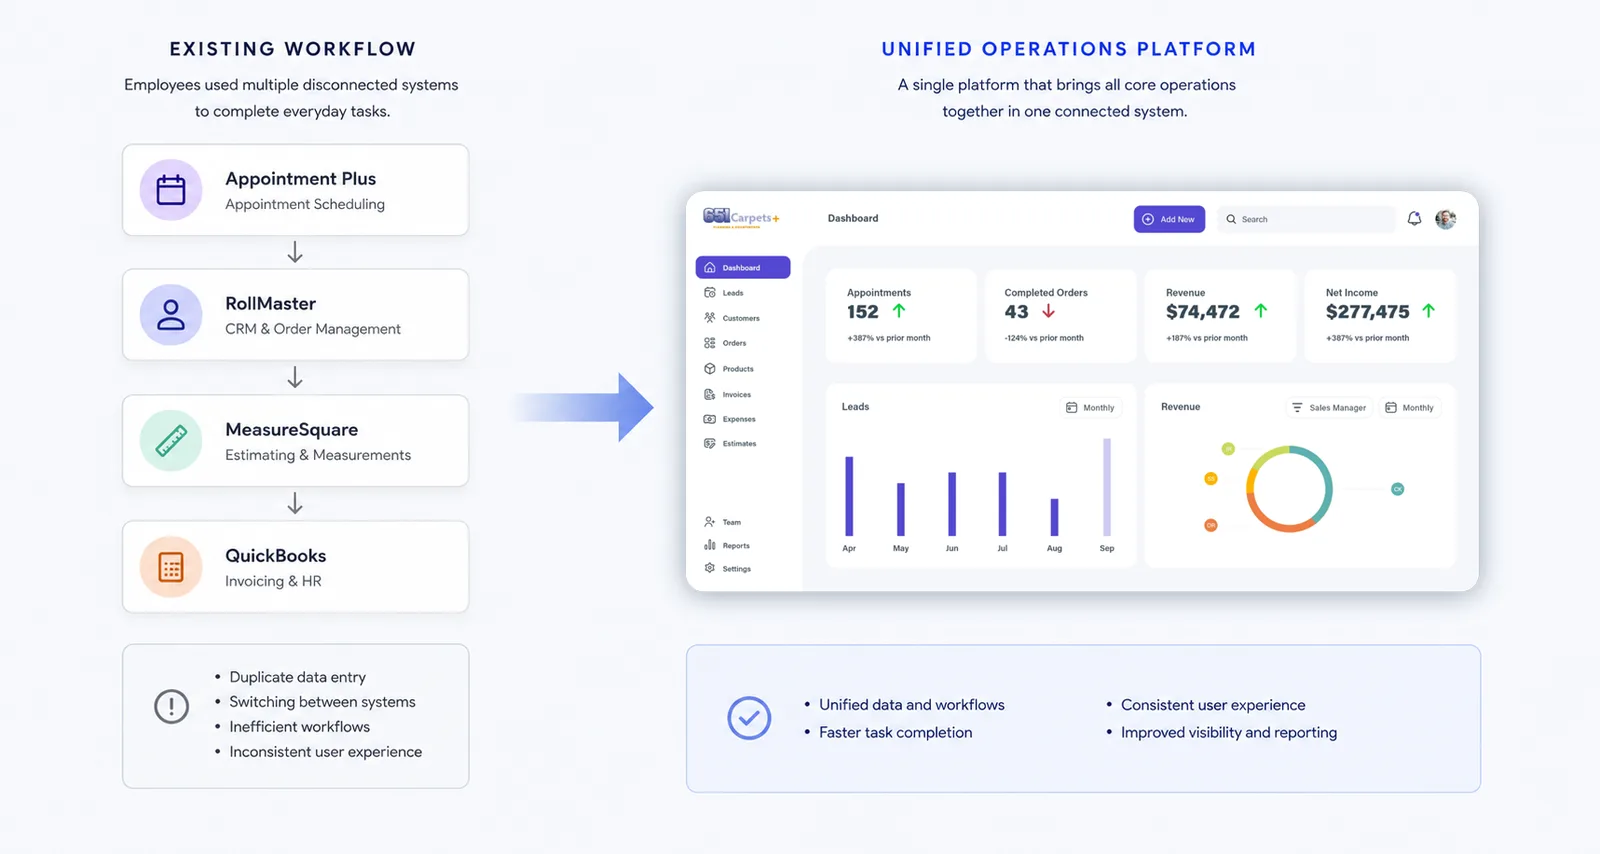 EXISTING WORKFLOW
Employees used multiple disconnected systems
to complete everyday tasks.
Appointment Plus
Appointment Scheduling
RollMaster
CRM & Order Management
MeasureSquare
Estimating & Measurements
QuickBooks
Invoicing & HR
• Duplicate data entry
• Switching between systems
• Inefficient workflows
• Inconsistent user experience
UNIFIED OPERATIONS PLATFORM
A single platform that brings all core operations
together in one connected system.
651 Carpets+
Dashboard
Add New
Search
Dashboard
Leads
Customers
Orders
Products
Invoices
Expenses
Estimates
Team
Reports
Settings
Appointments
152
+387% vs prior month
Completed Orders
43
-124% vs prior month
Revenue
$74,472
+187% vs prior month
Net Income
$277,475
+387% vs prior month
Leads
Monthly
Apr May Jun Jul Aug Sep
Revenue
Sales Manager
Monthly
CK
DR
• Unified data and workflows
• Faster task completion
• Consistent user experience
• Improved visibility and reporting